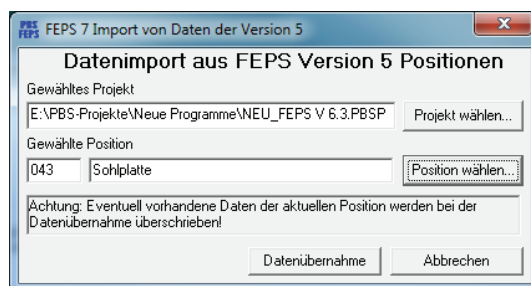 PBS FEPS FEPS 7 Import von Daten der Version 5
Datenimport aus FEPS Version 5 Positionen
Gewähltes Projekt
E:\PBS-Projekte\Neue Programme\NEU_FEPS V 6.3.PBSP Projekt wählen...
Gewählte Position
043 Sohlplatte Position wählen...
Achtung: Eventuell vorhandene Daten der aktuellen Position werden bei der
Datenübernahme überschrieben!
Datenübernahme Abbrechen